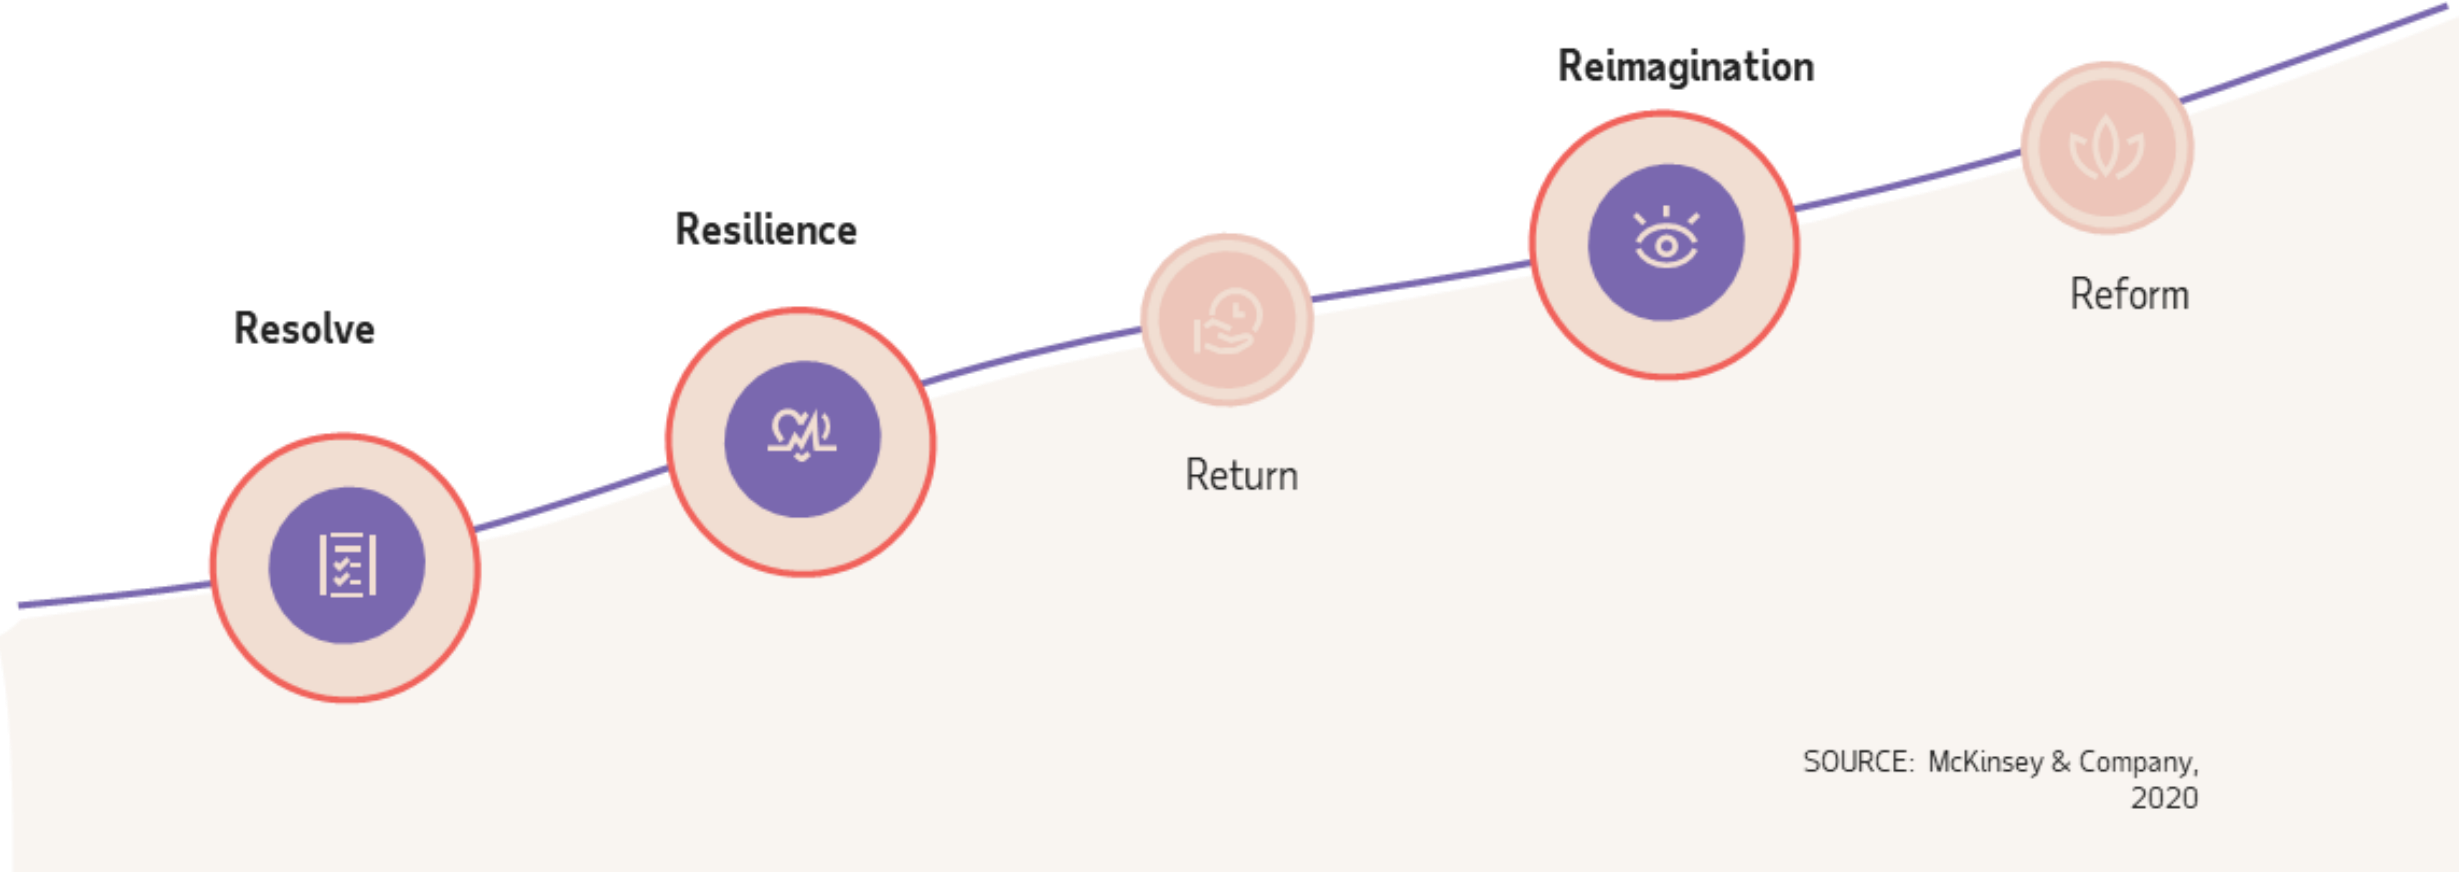 Resolve
Resilience
Return
Reimagination
Reform
SOURCE: McKinsey & Company,
2020